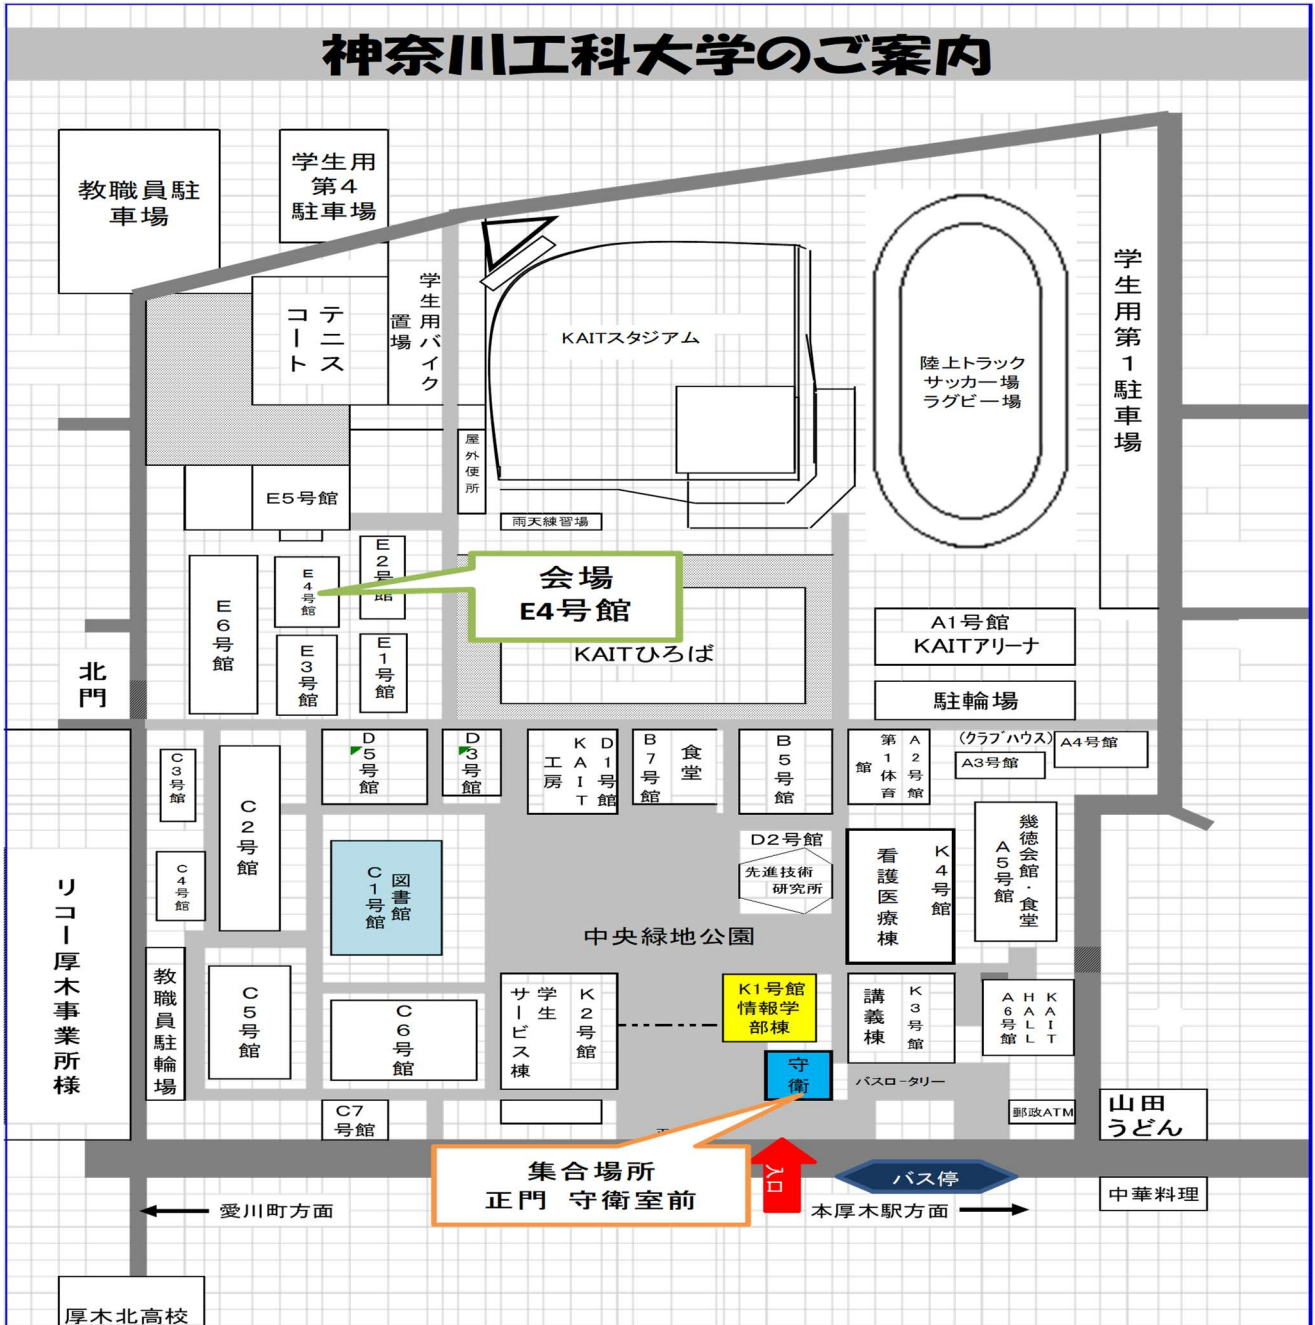 神奈川工科大学のご案内
教職員駐
車場
学生用
第4
駐車場
テニス
コート
学生用バイク
置場
KAITスタジアム
陸上トラック
サッカー場
ラグビー場
学生用第1駐車場
屋外便所
雨天練習場
E5号館
E2号館
E4号館
E6号館
E3号館
E1号館
会場
E4号館
KAITひろば
A1号館
KAITアリーナ
駐輪場
北門
C3号館
C2号館
D5号館
D3号館
D1号館
KAIT
工房
食堂
B7号館
B5号館
A2号館
第1体育
館
(クラブハウス)
A3号館
A4号館
C4号館
図書館
C1号館
D2号館
先進技術
研究所
K4号館
看護医療棟
幾徳会館・食堂
A5号館
中央緑地公園
リコー厚木事業所様
教職員駐輪場
C5号館
C6号館
K2号館
学生
サービス棟
K1号館
情報学
部棟
K3号館
講義棟
KAIT
HALL
A6号館
守衛
バスロータリー
C7
号館
郵政ATM
山田
うどん
集合場所
正門 守衛室前
入口
バス停
中華料理
愛川町方面
本厚木駅方面
厚木北高校